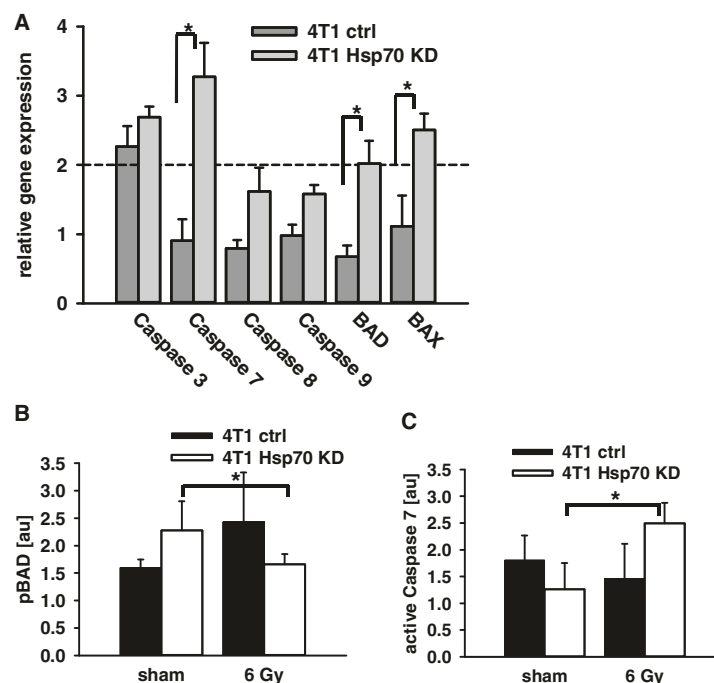 A
4T1 ctrl
4T1 Hsp70 KD
relative gene expression
4
3
2
1
0
*
*
*
Caspase 3
Caspase 7
Caspase 8
Caspase 9
BAD
BAX
B
4T1 ctrl
4T1 Hsp70 KD
pBAD [au]
3.5
3.0
2.5
2.0
1.5
1.0
0.5
0.0
*
sham
6 Gy
C
4T1 ctrl
4T1 Hsp70 KD
active Caspase 7 [au]
3.5
3.0
2.5
2.0
1.5
1.0
0.5
0.0
*
sham
6 Gy